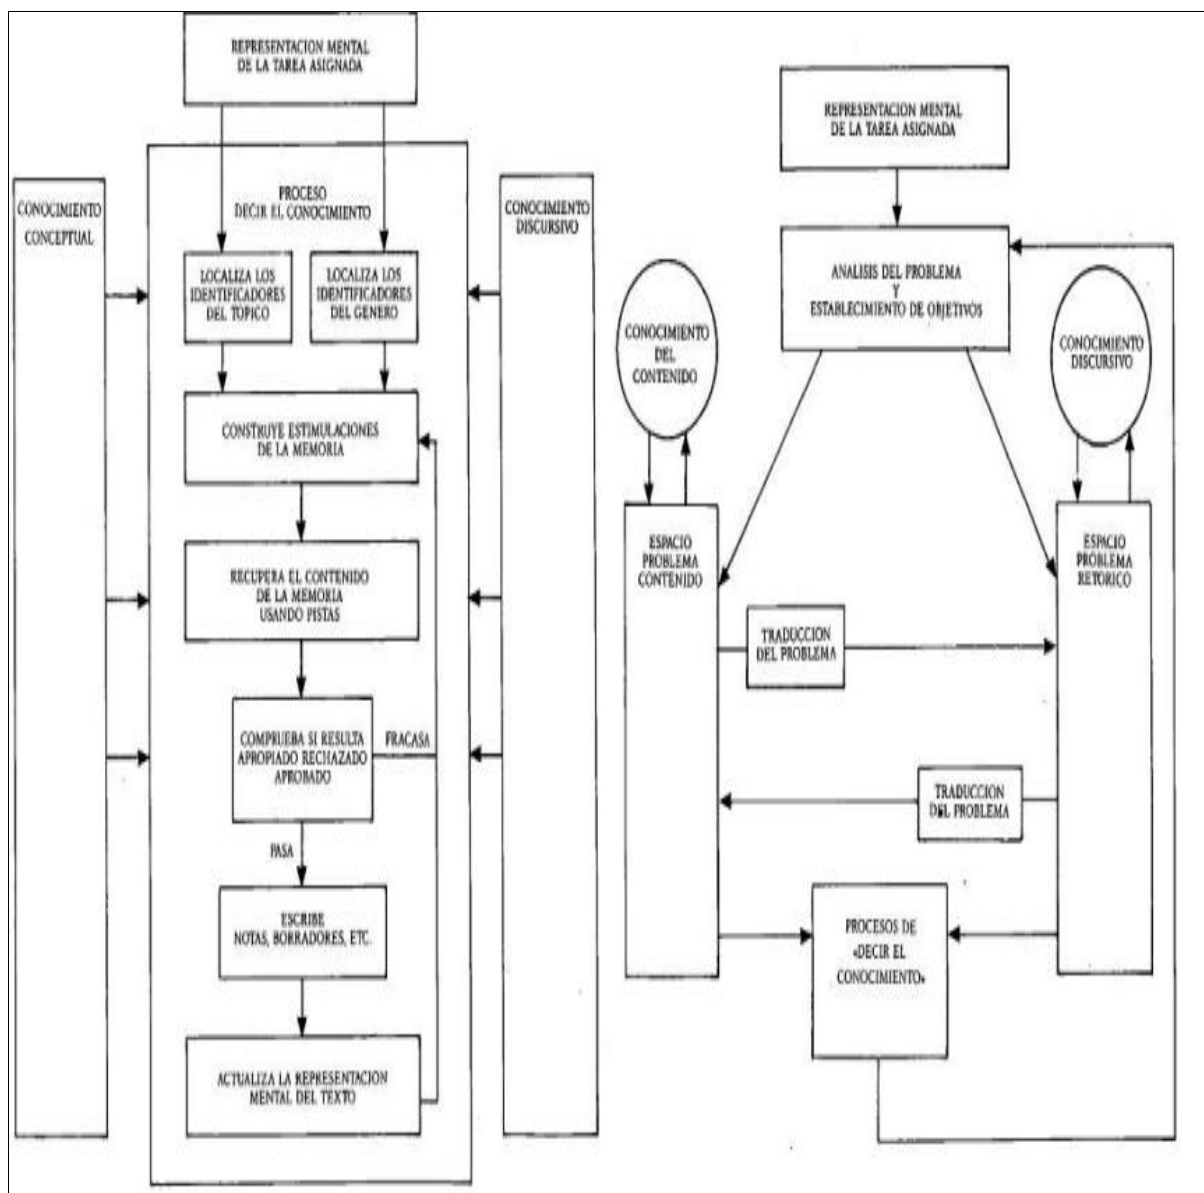 REPRESENTACION MENTAL
DE LA TAREA ASIGNADA
PROCESO
DECIR EL CONOCIMIENTO
CONOCIMIENTO
CONCEPTUAL
CONOCIMIENTO
DISCURSIVO
LOCALIZA LOS
IDENTIFICADORES
DEL TOPICO
LOCALIZA LOS
IDENTIFICADORES
DEL GENERO
CONSTRUYE ESTIMULACIONES
DE LA MEMORIA
RECUPERA EL CONTENIDO
DE LA MEMORIA
USANDO PISTAS
COMPRUEBA SI RESULTA
APROPIADO RECHAZADO
APROBADO
FRACASA
PASA
ESCRIBE
NOTAS, BORRADORES, ETC.
ACTUALIZA LA REPRESENTACION
MENTAL DEL TEXTO
REPRESENTACION MENTAL
DE LA TAREA ASIGNADA
ANALISIS DEL PROBLEMA
Y
ESTABLECIMIENTO DE OBJETIVOS
CONOCIMIENTO
DEL
CONTENIDO
CONOCIMIENTO
DISCURSIVO
ESPACIO
PROBLEMA
CONTENIDO
ESPACIO
PROBLEMA
RETORICO
TRADUCCION
DEL PROBLEMA
TRADUCCION
DEL PROBLEMA
PROCESOS DE
«DECIR EL
CONOCIMIENTO»